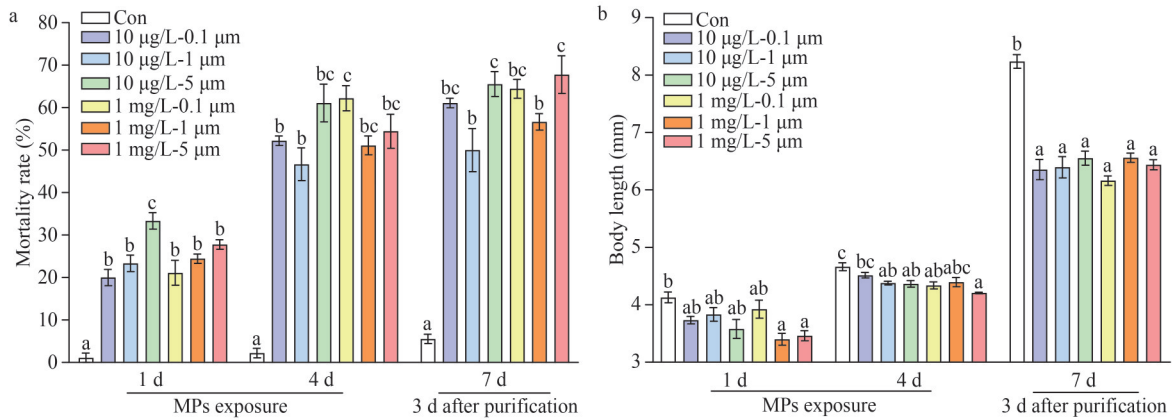 a
Mortality rate (%)
80
70
60
50
40
30
20
10
0
Con
10 μg/L-0.1 μm
10 μg/L-1 μm
10 μg/L-5 μm
1 mg/L-0.1 μm
1 mg/L-1 μm
1 mg/L-5 μm
a b b c b b b
a b b bc c bc bc
a bc b c bc b c
1 d 4 d 7 d
MPs exposure 3 d after purification
b
Body length (mm)
9
8
7
6
5
4
3
Con
10 μg/L-0.1 μm
10 μg/L-1 μm
10 μg/L-5 μm
1 mg/L-0.1 μm
1 mg/L-1 μm
1 mg/L-5 μm
b ab ab ab ab a a
c bc ab ab ab abc a
b a a a a a a
1 d 4 d 7 d
MPs exposure 3 d after purification